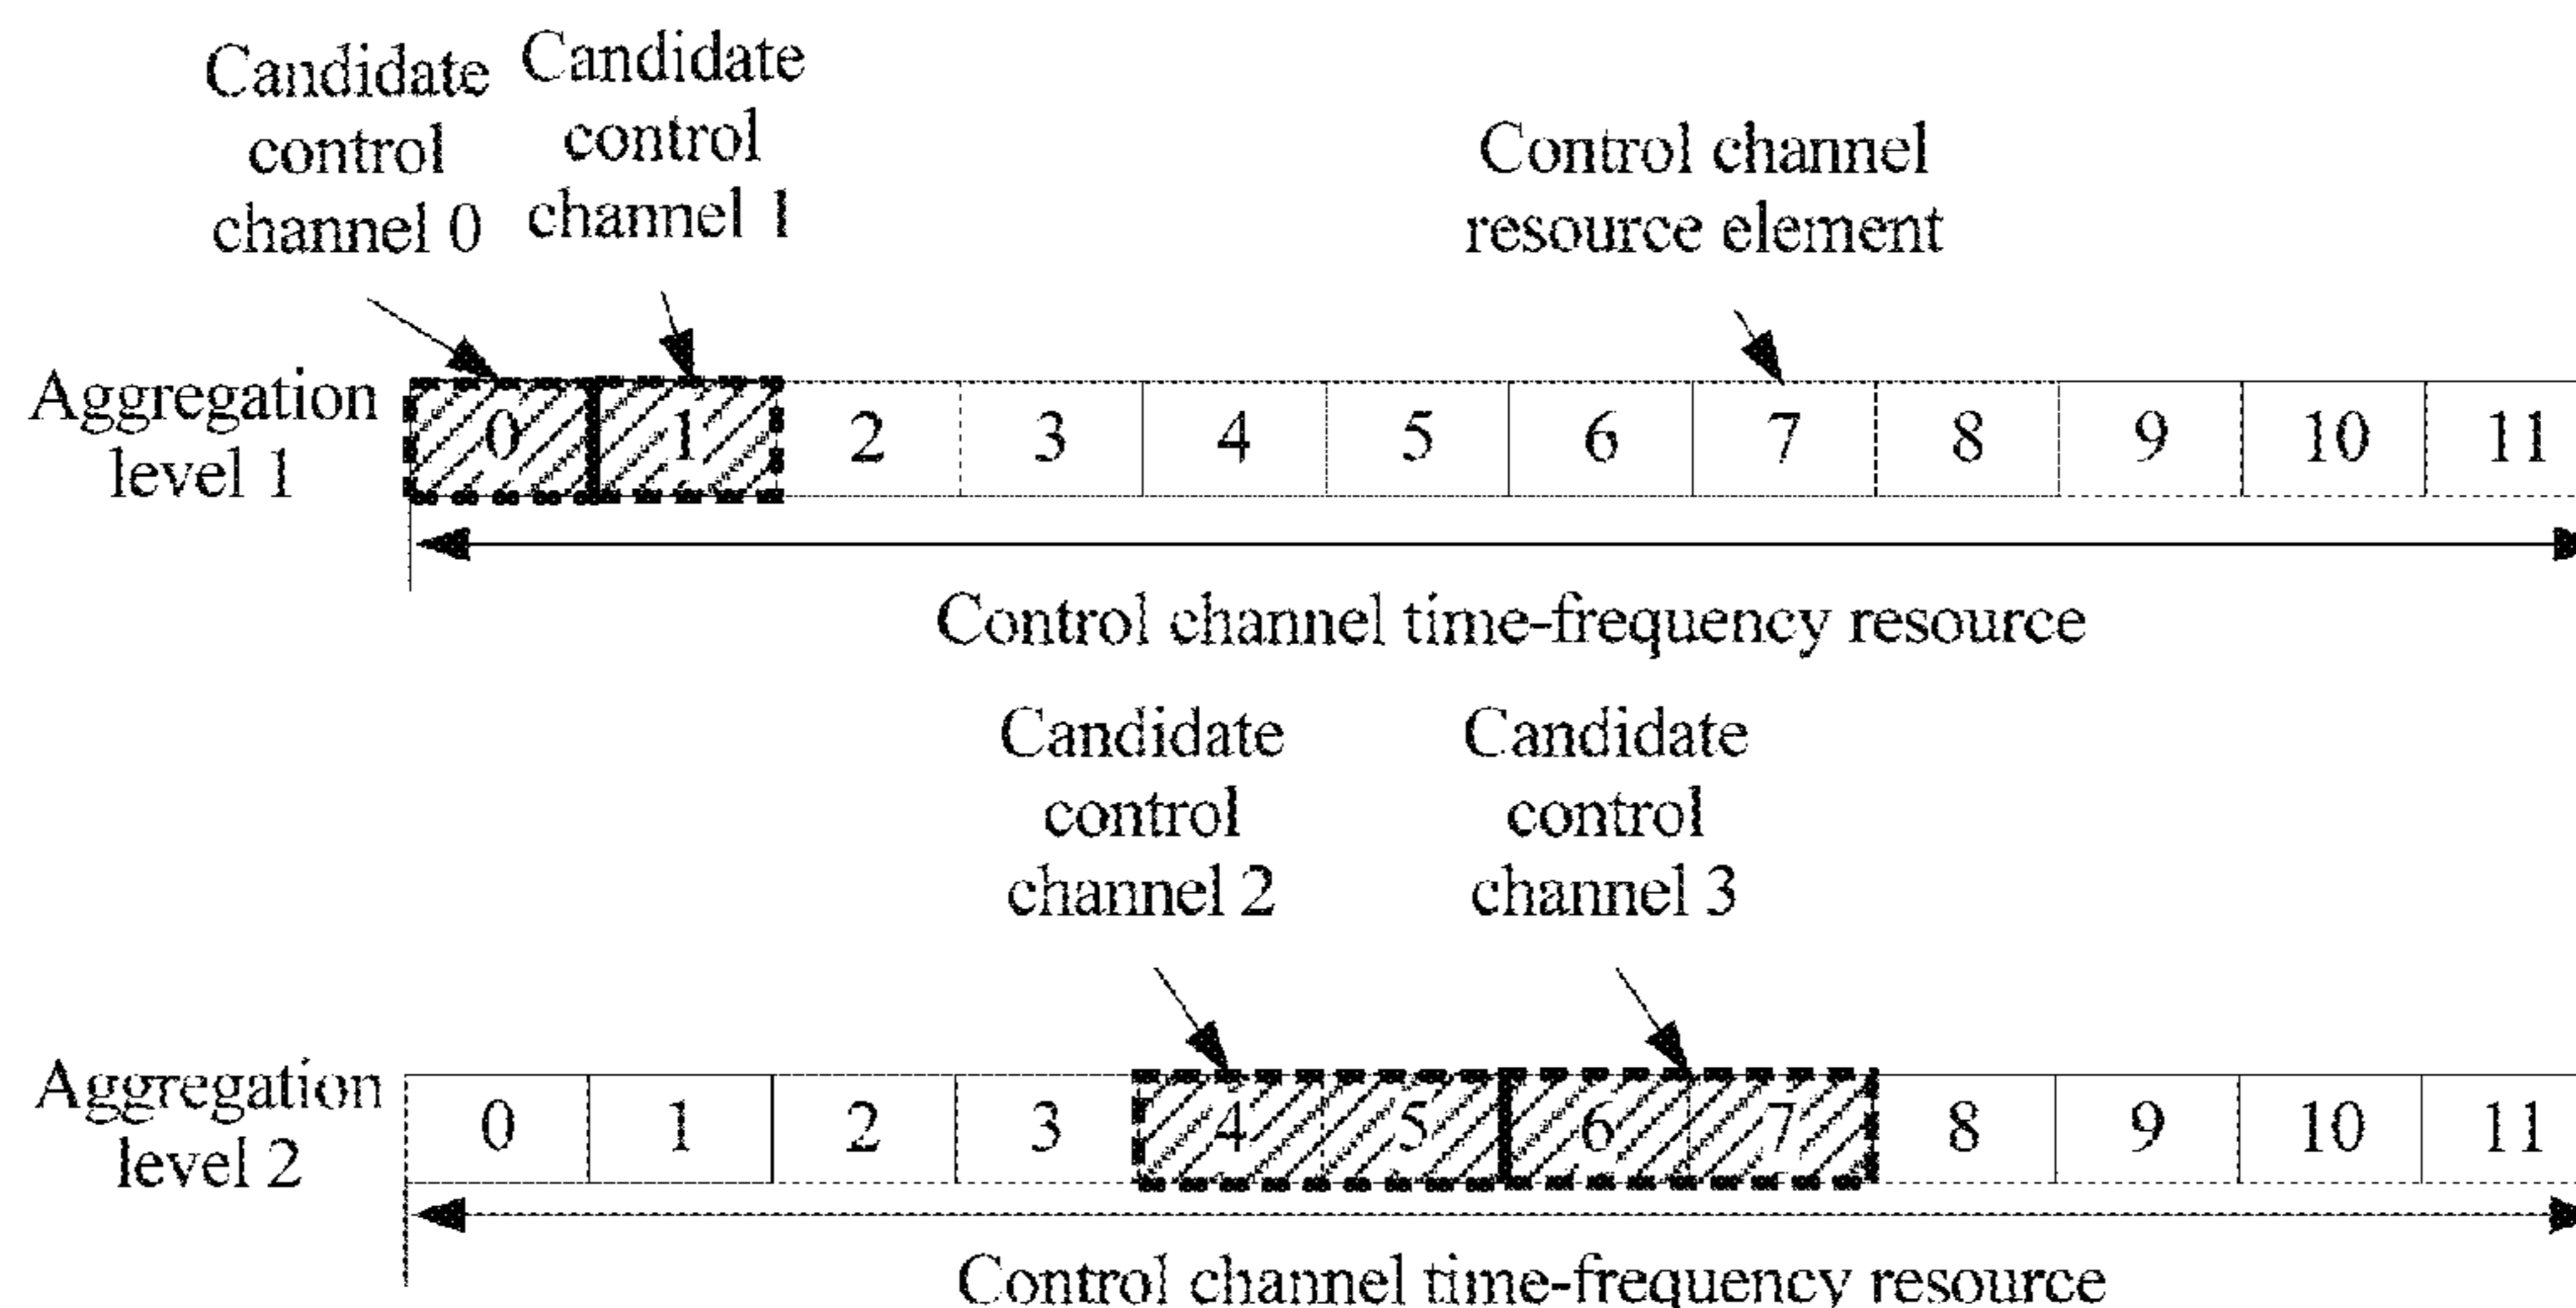 Candidate
control
channel 0
Candidate
control
channel 1
Control channel
resource element
Aggregation
level 1
0 1 2 3 4 5 6 7 8 9 10 11
Control channel time-frequency resource
Candidate
control
channel 2
Candidate
control
channel 3
Aggregation
level 2
0 1 2 3 4 5 6 7 8 9 10 11
Control channel time-frequency resource